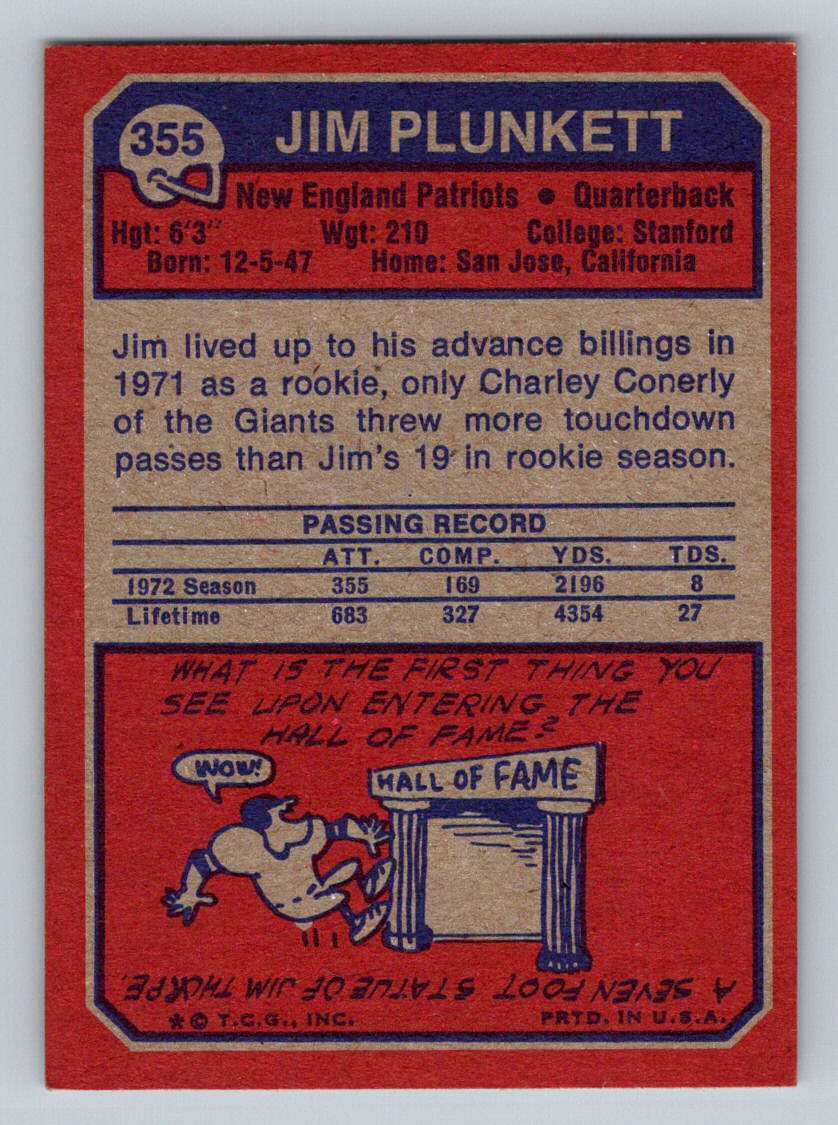 355
JIM PLUNKETT
New England Patriots • Quarterback
Hgt: 6'3" Wgt: 210 College: Stanford
Born: 12-5-47 Home: San Jose, California
Jim lived up to his advance billings in
1971 as a rookie, only Charley Conerly
of the Giants threw more touchdown
passes than Jim's 19 in rookie season.
PASSING RECORD
ATT. COMP. YDS. TDS.
1972 Season 355 169 2196 8
Lifetime 683 327 4354 27
WHAT IS THE FIRST THING YOU
SEE UPON ENTERING THE
HALL OF FAME?
WOW!
HALL OF FAME
A SEVEN FOOT STATUE OF JIM THORPE.
* © T.C.G., INC. PRTD. IN U.S.A.